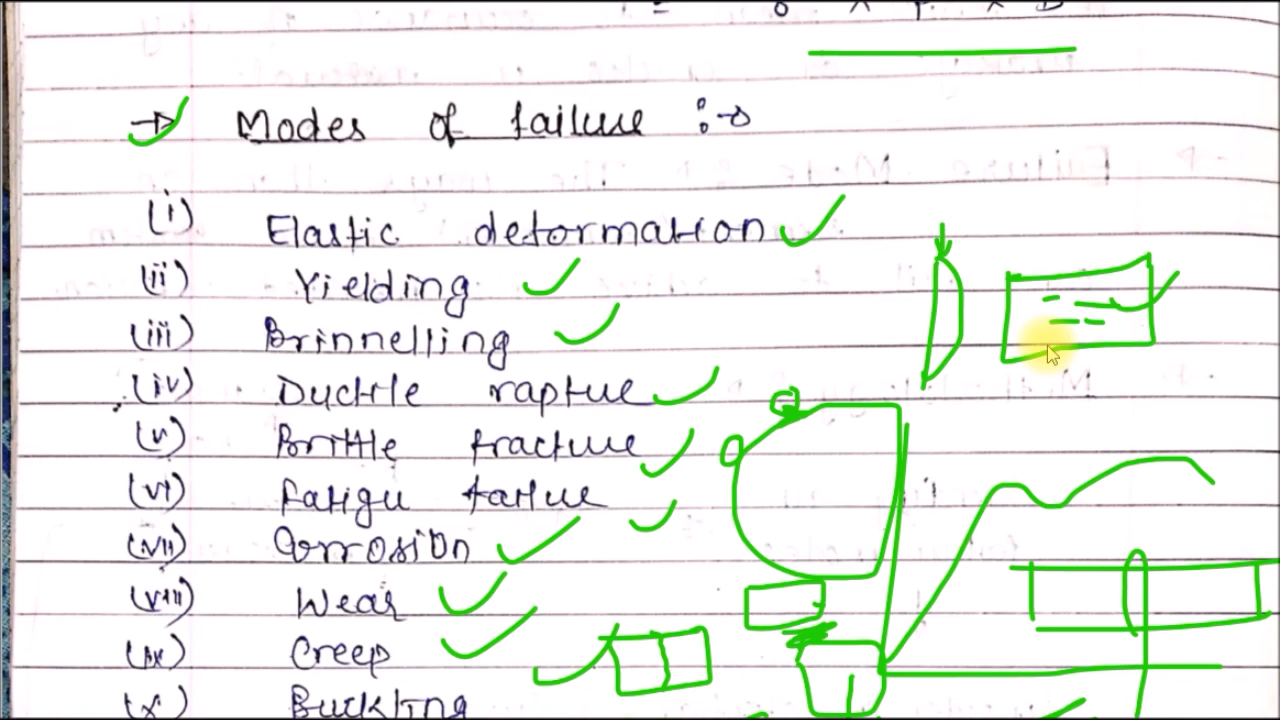 → Modes of failure :-
(i) Elastic deformation
(ii) Yielding
(iii) Brinnelling
(iv) Ductile rapture
(v) Brittle fracture
(vi) fatigu failue
(vii) Corrosion
(viii) Wear
(ix) Creep
(x) Buckling